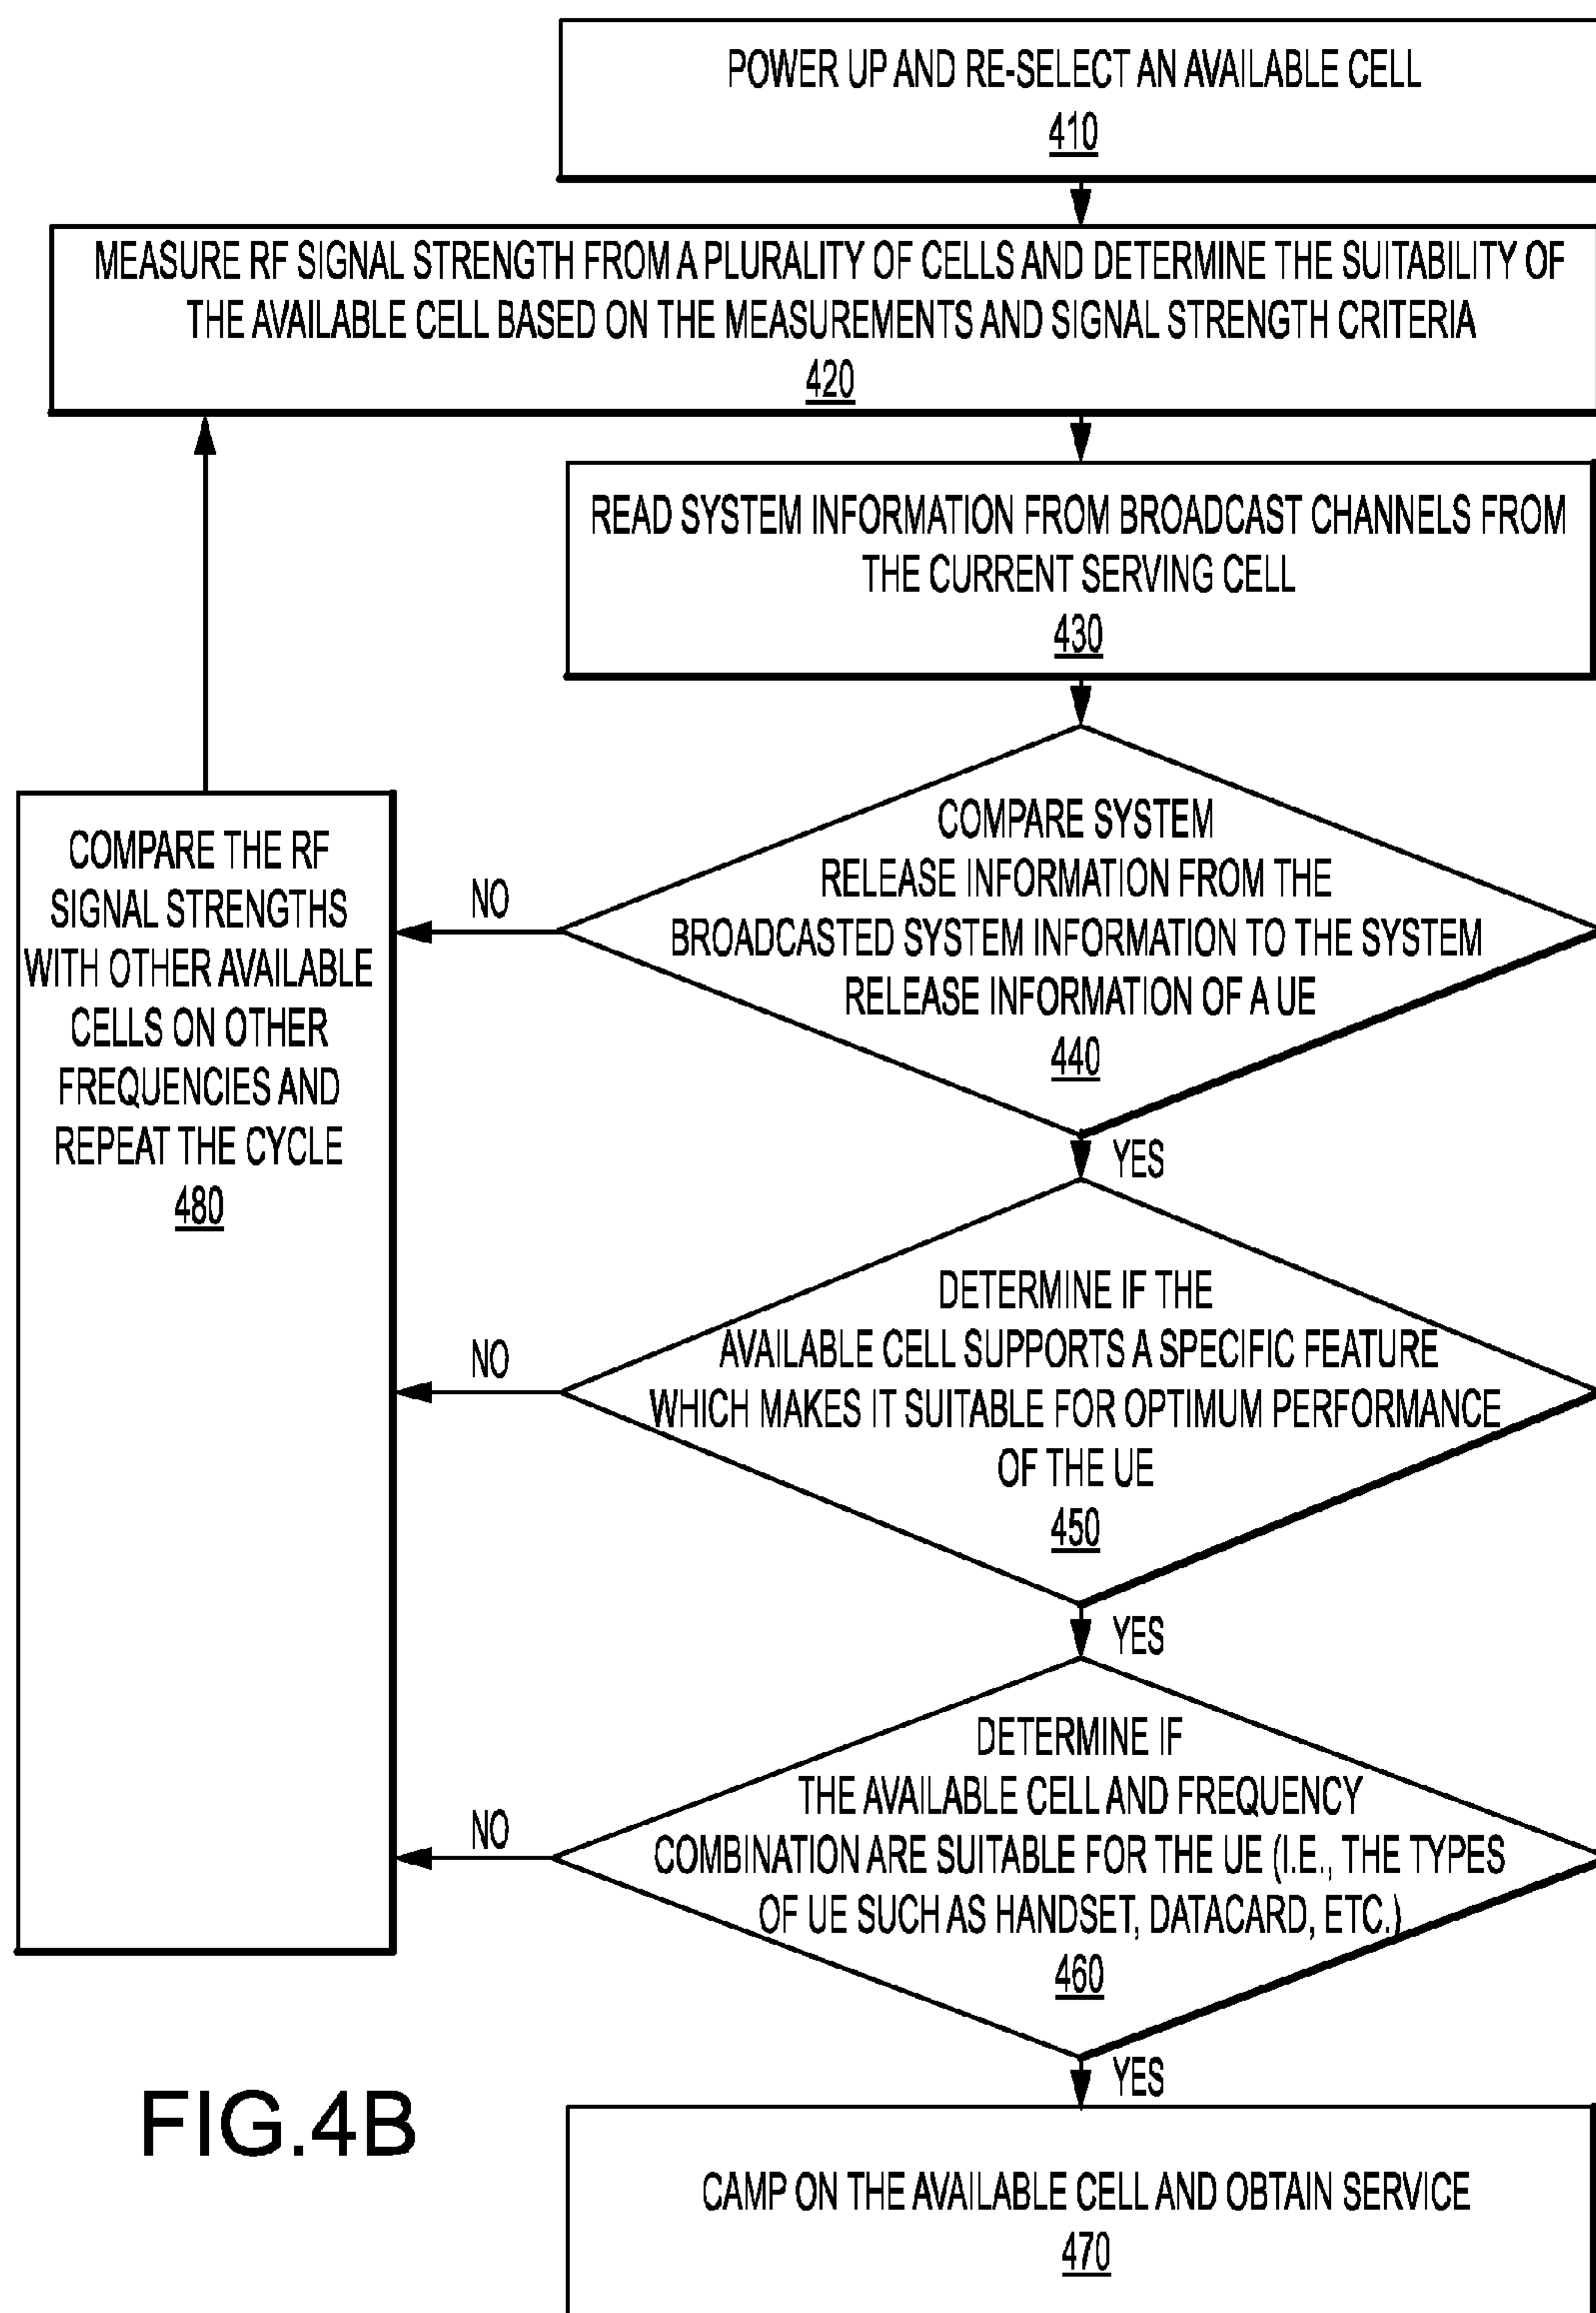 POWER UP AND RE-SELECT AN AVAILABLE CELL
410
MEASURE RF SIGNAL STRENGTH FROM A PLURALITY OF CELLS AND DETERMINE THE SUITABILITY OF
THE AVAILABLE CELL BASED ON THE MEASUREMENTS AND SIGNAL STRENGTH CRITERIA
420
READ SYSTEM INFORMATION FROM BROADCAST CHANNELS FROM
THE CURRENT SERVING CELL
430
COMPARE SYSTEM
RELEASE INFORMATION FROM THE
BROADCASTED SYSTEM INFORMATION TO THE SYSTEM
RELEASE INFORMATION OF A UE
440
NO
YES
COMPARE THE RF
SIGNAL STRENGTHS
WITH OTHER AVAILABLE
CELLS ON OTHER
FREQUENCIES AND
REPEAT THE CYCLE
480
DETERMINE IF THE
AVAILABLE CELL SUPPORTS A SPECIFIC FEATURE
WHICH MAKES IT SUITABLE FOR OPTIMUM PERFORMANCE
OF THE UE
450
NO
YES
DETERMINE IF
THE AVAILABLE CELL AND FREQUENCY
COMBINATION ARE SUITABLE FOR THE UE (I.E., THE TYPES
OF UE SUCH AS HANDSET, DATACARD, ETC.)
460
NO
YES
CAMP ON THE AVAILABLE CELL AND OBTAIN SERVICE
470
FIG.4B